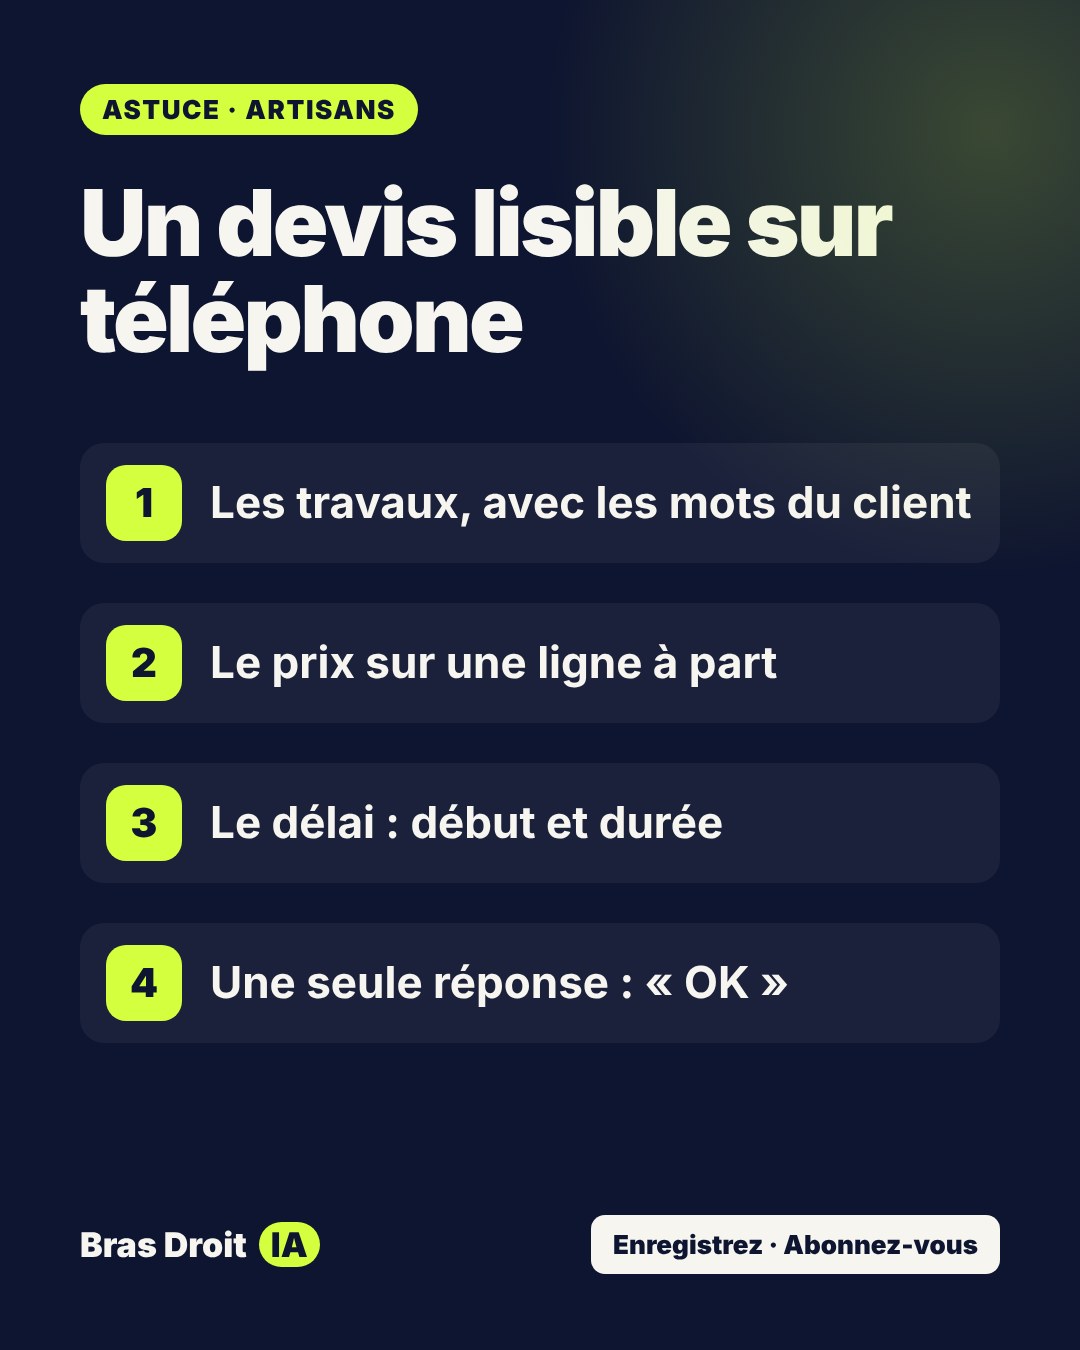 ASTUCE · ARTISANS
Un devis lisible sur
téléphone
1 Les travaux, avec les mots du client
2 Le prix sur une ligne à part
3 Le délai : début et durée
4 Une seule réponse : « OK »
Bras Droit IA
Enregistrez · Abonnez-vous